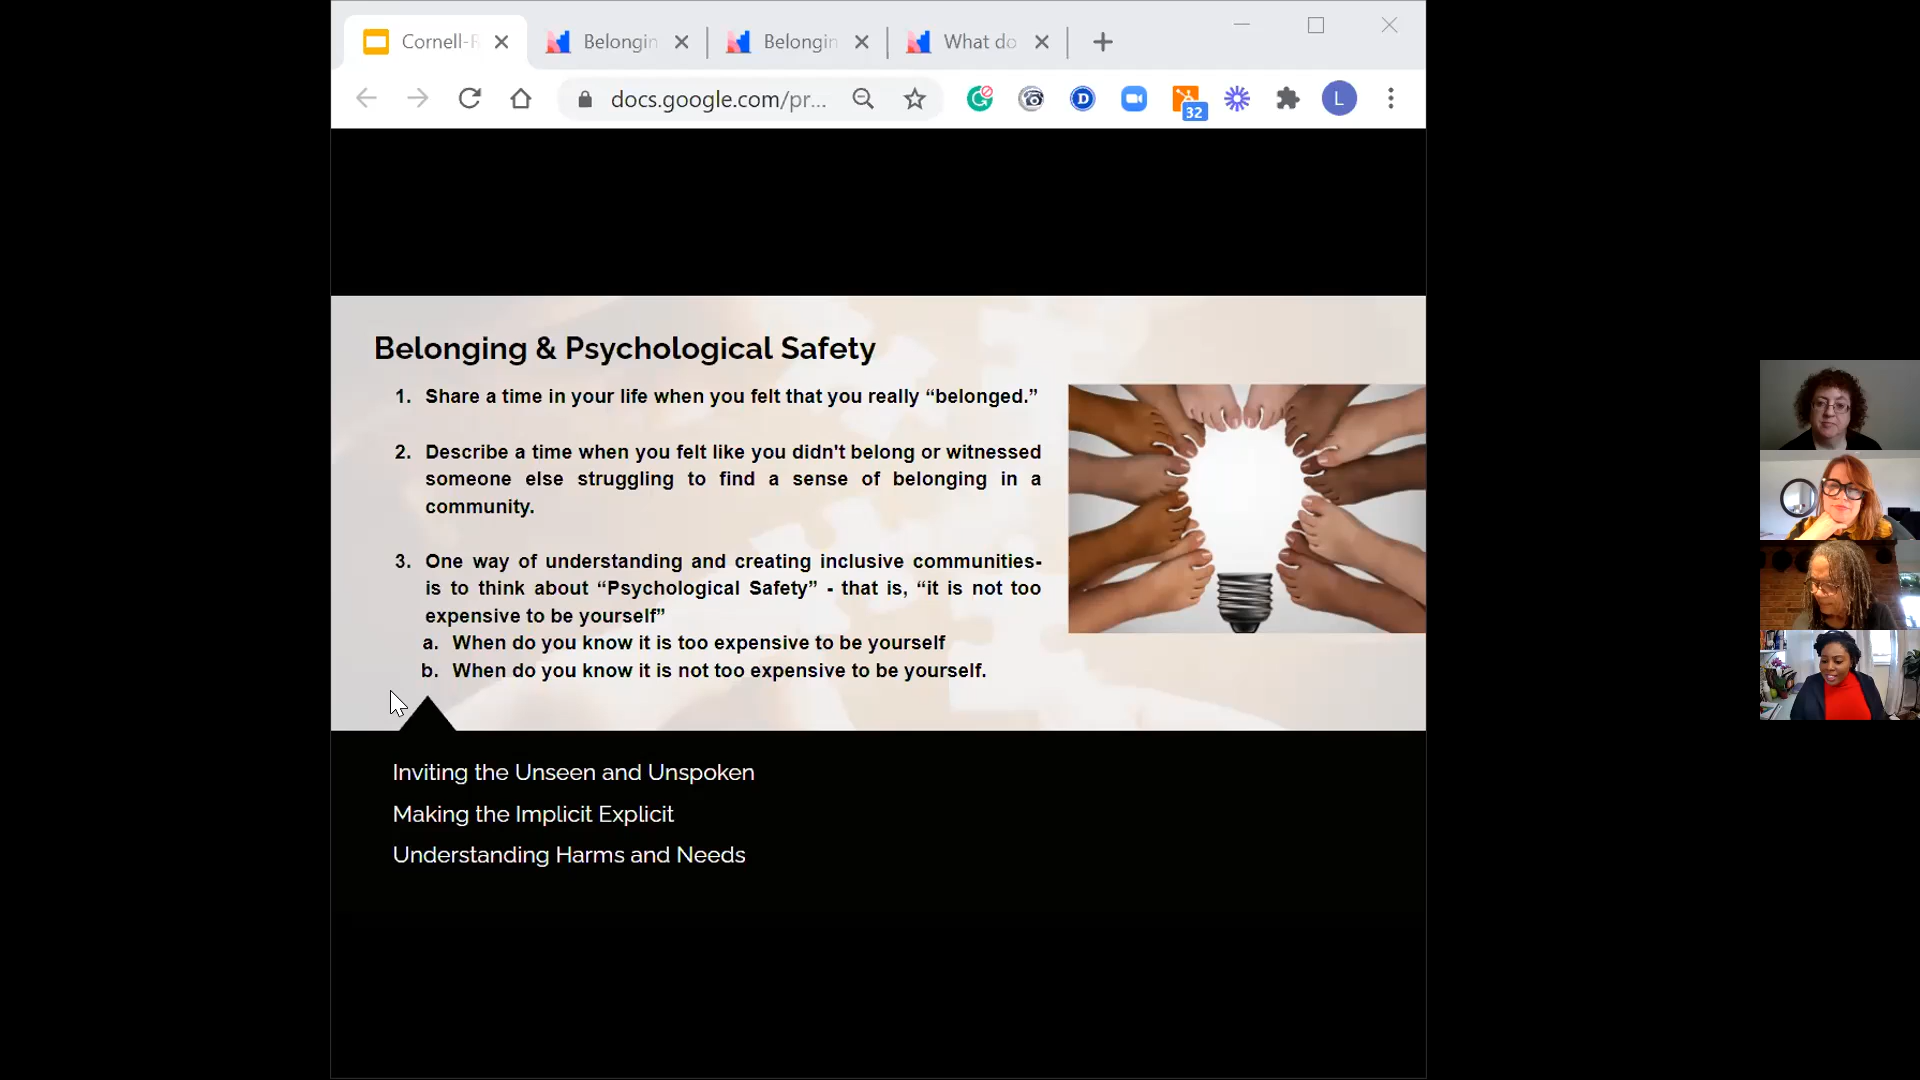 Cornell-R
Belongin
Belongin
What do
docs.google.com/pr...
D
32
L
Belonging & Psychological Safety
1. Share a time in your life when you felt that you really “belonged.”
2. Describe a time when you felt like you didn't belong or witnessed
someone else struggling to find a sense of belonging in a
community.
3. One way of understanding and creating inclusive communities-
is to think about “Psychological Safety” - that is, “it is not too
expensive to be yourself”
a. When do you know it is too expensive to be yourself
b. When do you know it is not too expensive to be yourself.
Inviting the Unseen and Unspoken
Making the Implicit Explicit
Understanding Harms and Needs